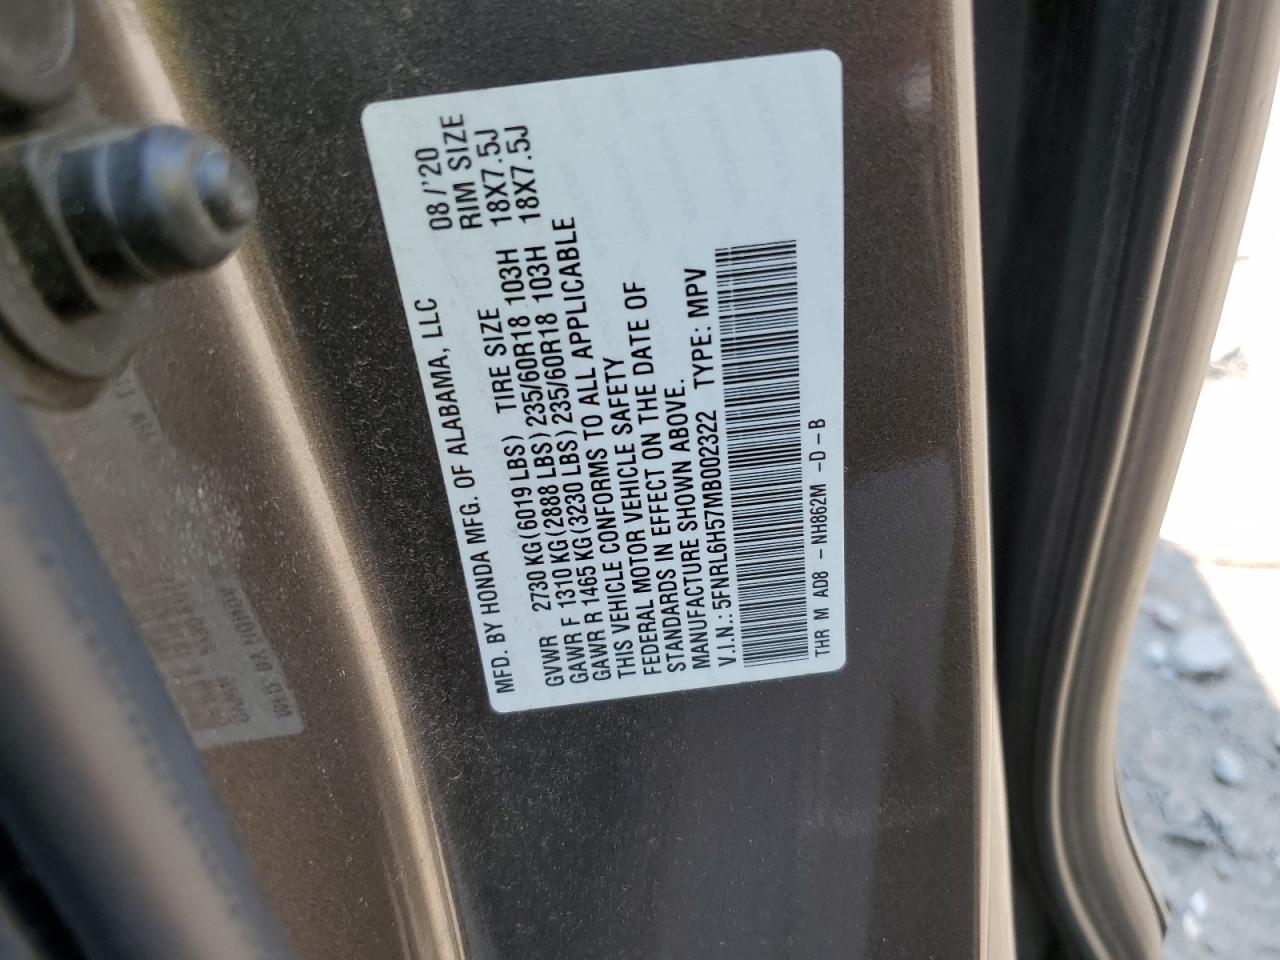 MFD. BY HONDA MFG. OF ALABAMA, LLC 08/'20
GVWR 2730 KG(6019 LBS) TIRE SIZE RIM SIZE
GAWR F 1310 KG(2888 LBS) 235/60R18 103H 18X7.5J
GAWR R 1465 KG(3230 LBS) 235/60R18 103H 18X7.5J
THIS VEHICLE CONFORMS TO ALL APPLICABLE
FEDERAL MOTOR VEHICLE SAFETY
STANDARDS IN EFFECT ON THE DATE OF
MANUFACTURE SHOWN ABOVE.
V.I.N.: 5FNRL6H57MB002322 TYPE: MPV
THR M AD8 - NH862M -D-B